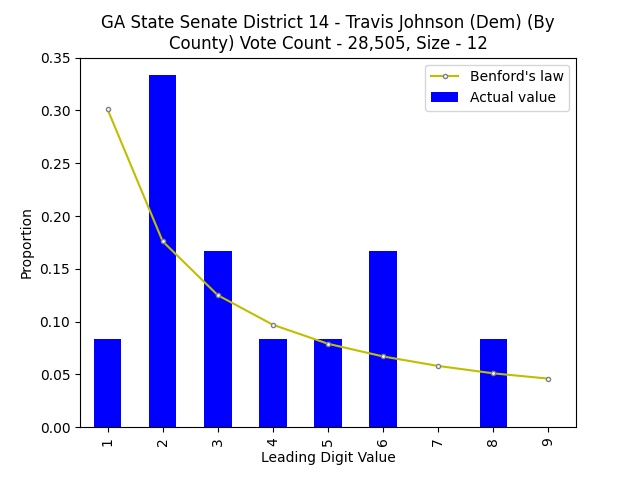 GA State Senate District 14 - Travis Johnson (Dem) (By
County) Vote Count - 28,505, Size - 12
Benford's law
Actual value
0.35
0.30
0.25
0.20
0.15
0.10
0.05
0.00
Proportion
1 2 3 4 5 6 7 8 9
Leading Digit Value